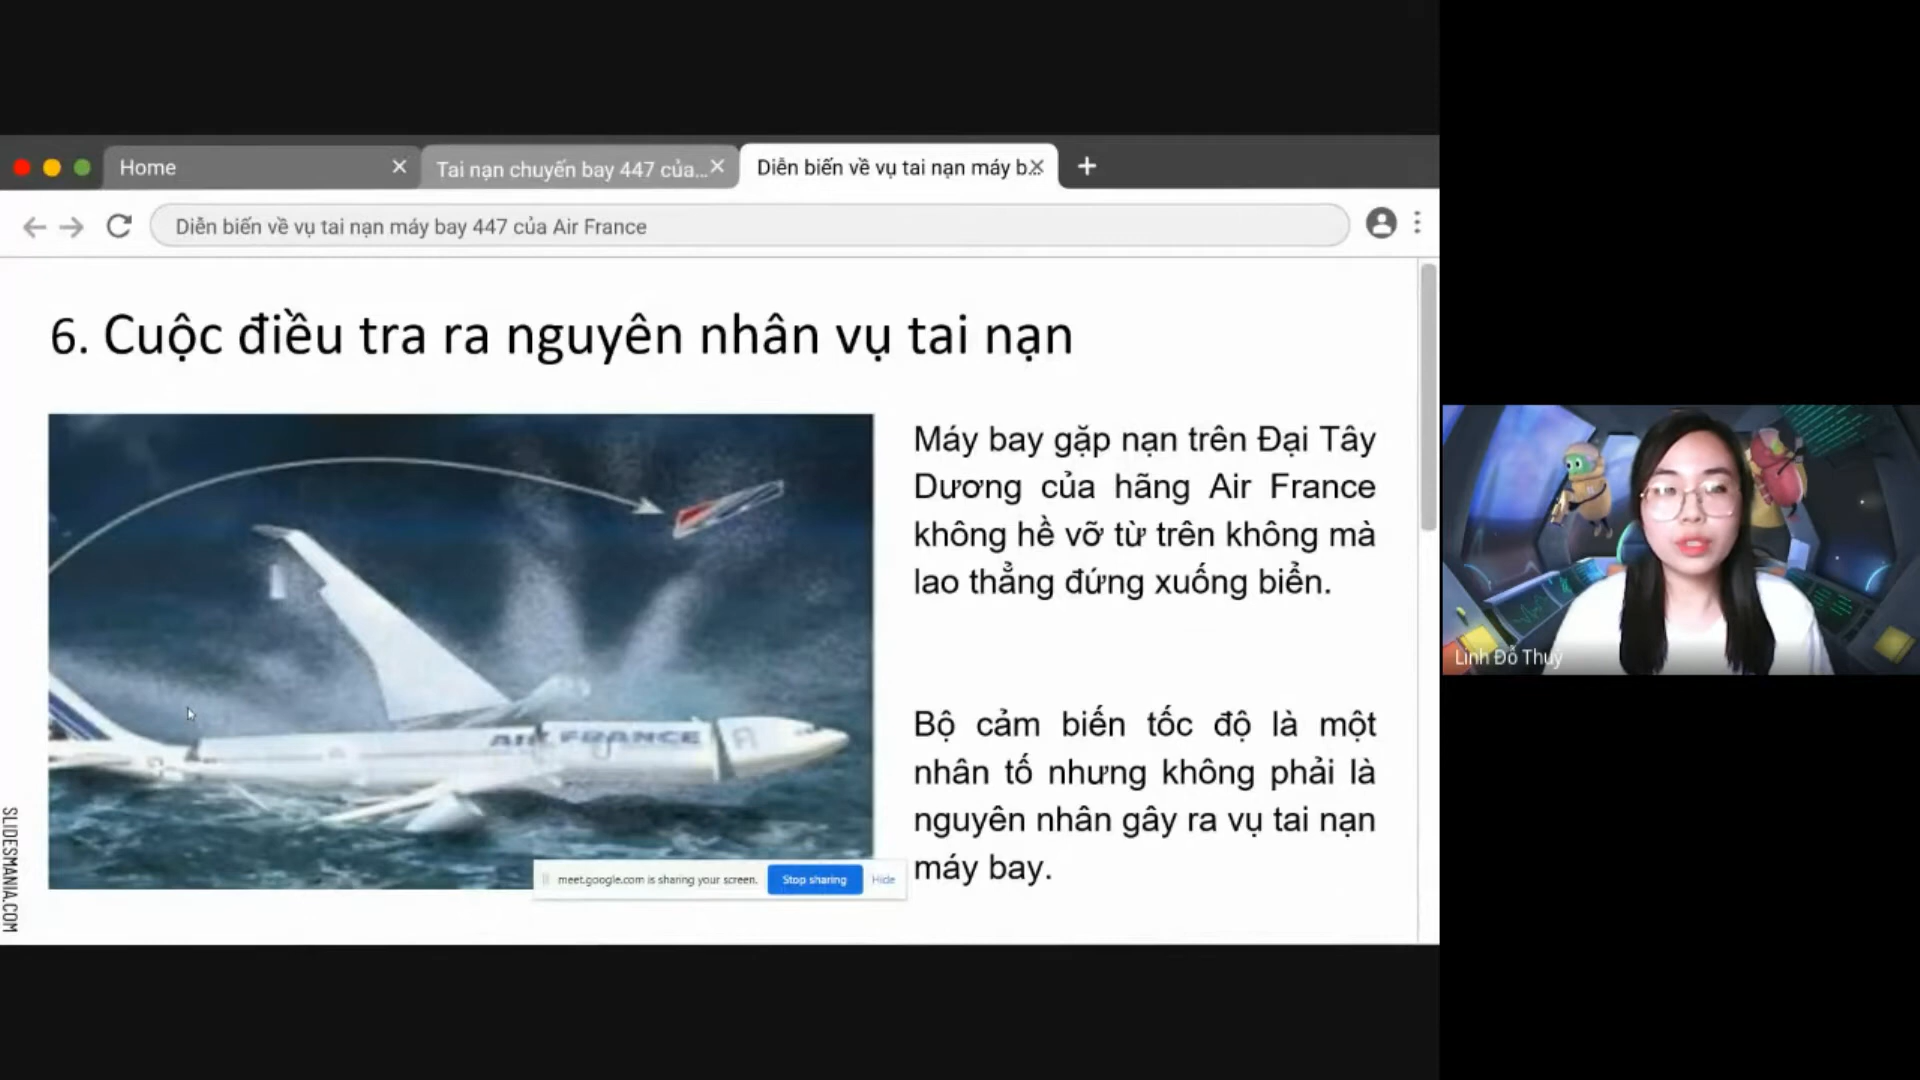 Home
Tai nạn chuyến bay 447 của...
Diễn biến về vụ tai nạn máy b...
Diễn biến về vụ tai nạn máy bay 447 của Air France
6. Cuộc điều tra ra nguyên nhân vụ tai nạn
Máy bay gặp nạn trên Đại Tây
Dương của hãng Air France
không hề vỡ từ trên không mà
lao thẳng đứng xuống biển.
Bộ cảm biến tốc độ là một
nhân tố nhưng không phải là
nguyên nhân gây ra vụ tai nạn
máy bay.
AIR FRANCE
meet.google.com is sharing your screen.
Stop sharing
Hide
SLIDESMANIA.COM
Linh Đỗ Thuỳ